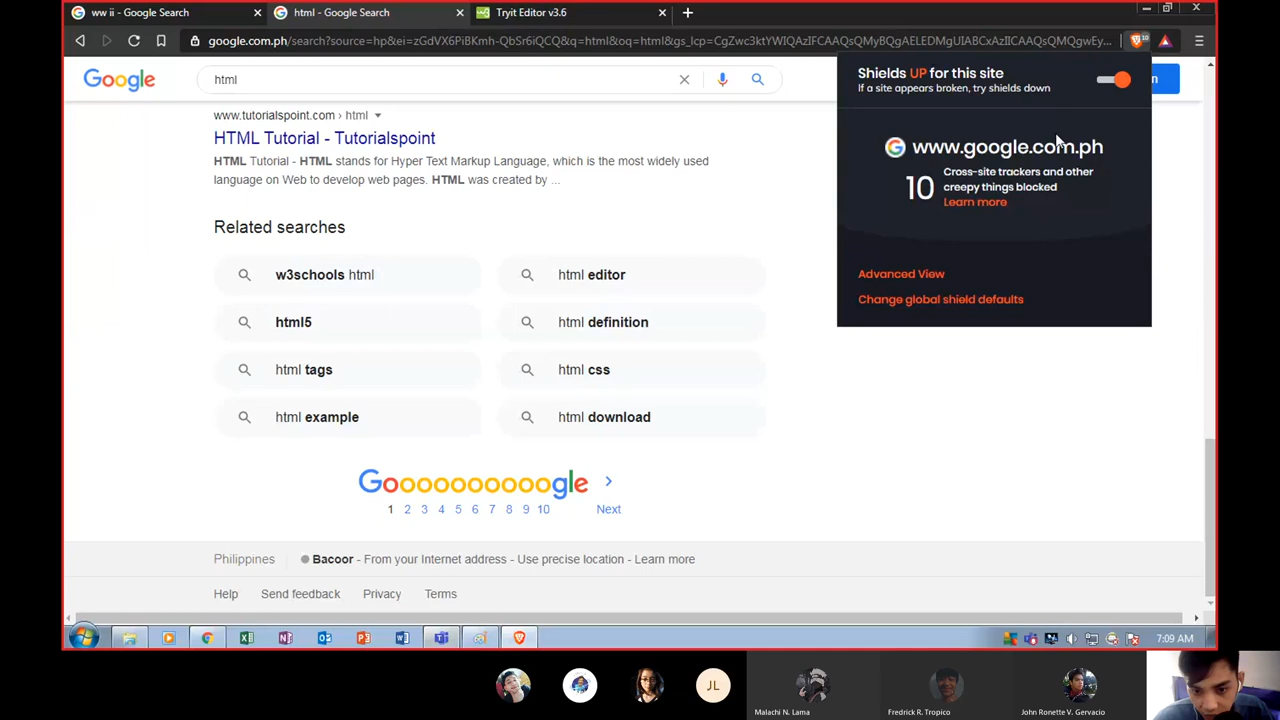 ww ii - Google Search
html - Google Search
Tryit Editor v3.6
google.com.ph/search?source=hp&ei=zGdVX6PiBKmh-QbSr6iQCQ&q=html&oq=html&gs_lcp=CgZwc3ktYWIQAzIFCAAQsQMyBQgAELEDMgUIABCxAzIICAAQsQMQgwEy...
10
Google
html
Shields UP for this site
If a site appears broken, try shields down
www.google.com.ph
10
Cross-site trackers and other
creepy things blocked
Learn more
Advanced View
Change global shield defaults
www.tutorialspoint.com › html
HTML Tutorial - Tutorialspoint
HTML Tutorial - HTML stands for Hyper Text Markup Language, which is the most widely used
language on Web to develop web pages. HTML was created by ...
Related searches
w3schools html
html editor
html5
html definition
html tags
html css
html example
html download
Goooooooooogle
1 2 3 4 5 6 7 8 9 10 Next
Philippines
Bacoor - From your Internet address - Use precise location - Learn more
Help Send feedback Privacy Terms
7:09 AM
JL
Malachi N. Lama
Fredrick R. Tropico
John Ronette V. Gervacio